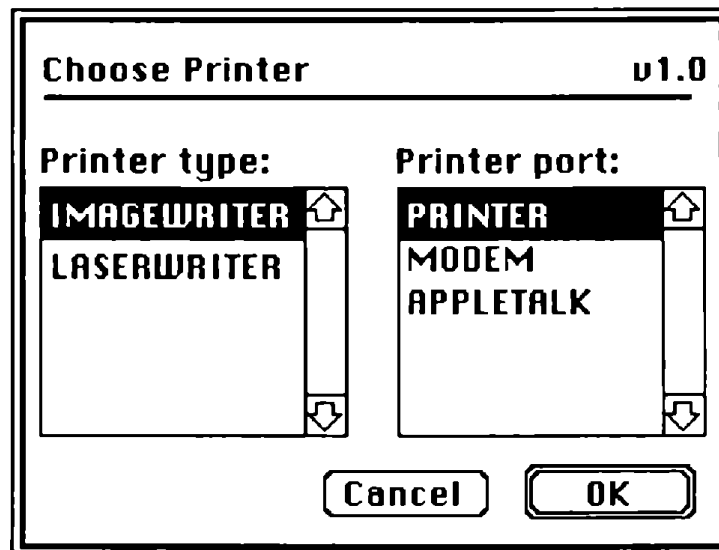 Choose Printer v1.0
Printer type:
IMAGEWRITER
LASERWRITER
Printer port:
PRINTER
MODEM
APPLETALK
Cancel OK